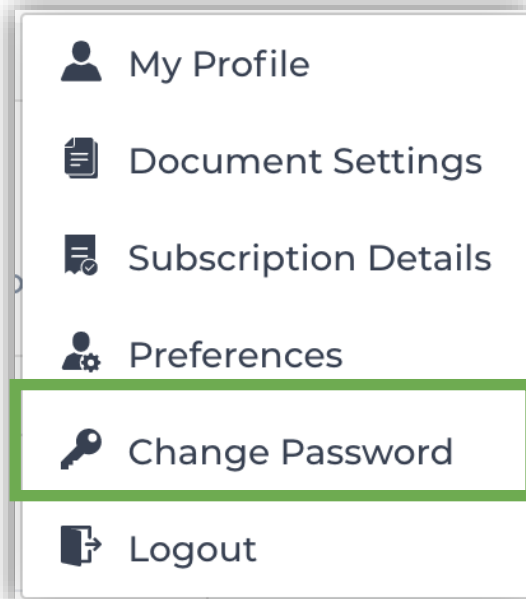 My Profile
Document Settings
Subscription Details
Preferences
Change Password
Logout